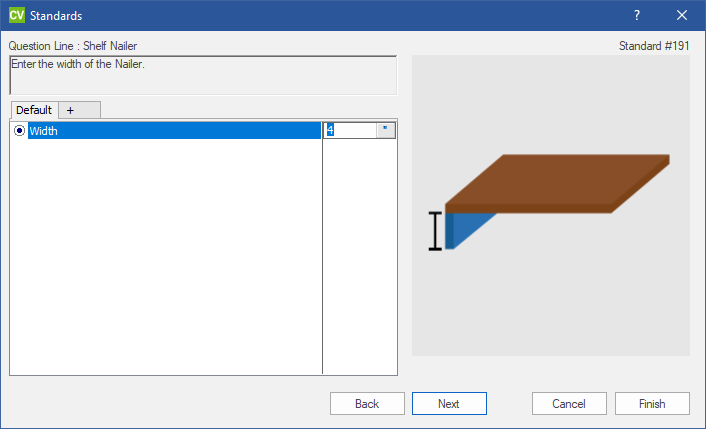 CV Standards ?
Question Line : Shelf Nailer Standard #191
Enter the width of the Nailer.
Default +
Width 4 "
Back Next Cancel Finish